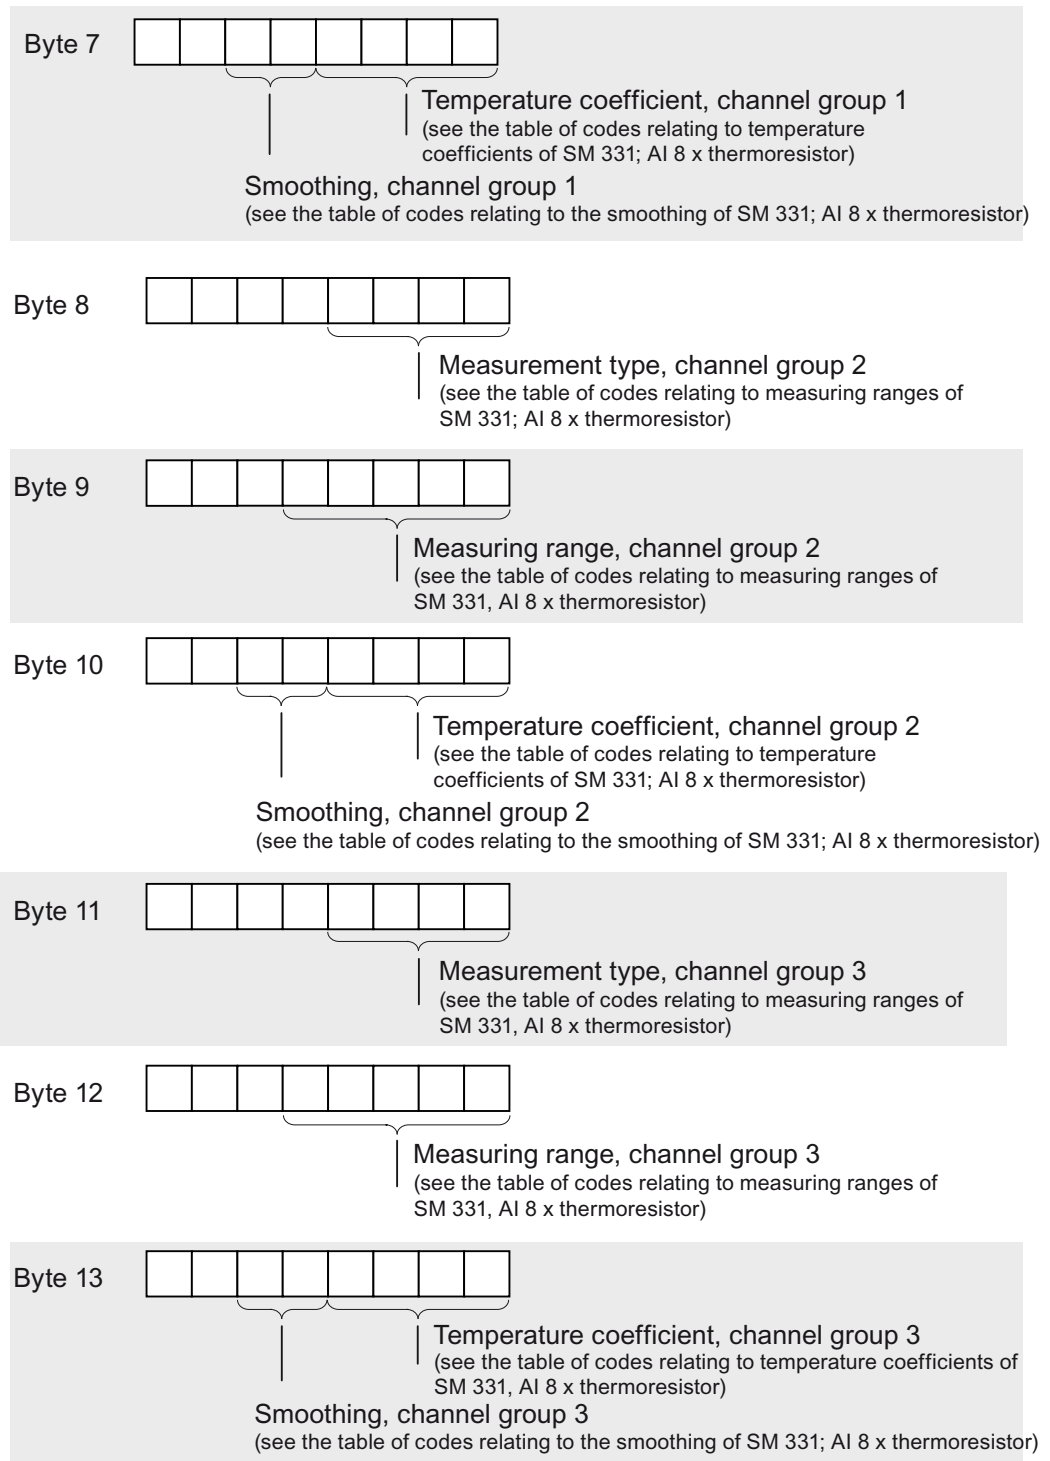 Byte 7
Temperature coefficient, channel group 1
(see the table of codes relating to temperature
coefficients of SM 331; AI 8 x thermoresistor)
Smoothing, channel group 1
(see the table of codes relating to the smoothing of SM 331; AI 8 x thermoresistor)
Byte 8
Measurement type, channel group 2
(see the table of codes relating to measuring ranges of
SM 331; AI 8 x thermoresistor)
Byte 9
Measuring range, channel group 2
(see the table of codes relating to measuring ranges of
SM 331, AI 8 x thermoresistor)
Byte 10
Temperature coefficient, channel group 2
(see the table of codes relating to temperature
coefficients of SM 331; AI 8 x thermoresistor)
Smoothing, channel group 2
(see the table of codes relating to the smoothing of SM 331; AI 8 x thermoresistor)
Byte 11
Measurement type, channel group 3
(see the table of codes relating to measuring ranges of
SM 331, AI 8 x thermoresistor)
Byte 12
Measuring range, channel group 3
(see the table of codes relating to measuring ranges of
SM 331, AI 8 x thermoresistor)
Byte 13
Temperature coefficient, channel group 3
(see the table of codes relating to temperature coefficients of
SM 331, AI 8 x thermoresistor)
Smoothing, channel group 3
(see the table of codes relating to the smoothing of SM 331; AI 8 x thermoresistor)